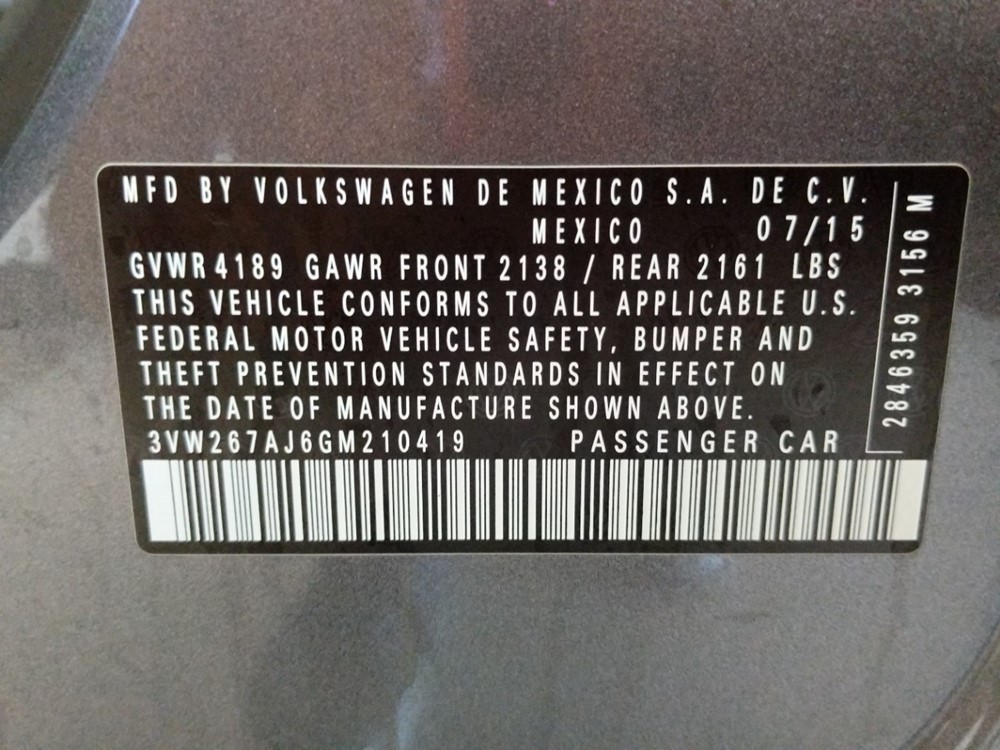 MFD BY VOLKSWAGEN DE MEXICO S.A. DE C.V.
MEXICO 07/15
GVWR 4189 GAWR FRONT 2138 / REAR 2161 LBS
THIS VEHICLE CONFORMS TO ALL APPLICABLE U.S.
FEDERAL MOTOR VEHICLE SAFETY, BUMPER AND
THEFT PREVENTION STANDARDS IN EFFECT ON
THE DATE OF MANUFACTURE SHOWN ABOVE.
3VW267AJ6GM210419 PASSENGER CAR
2846359 3156 M